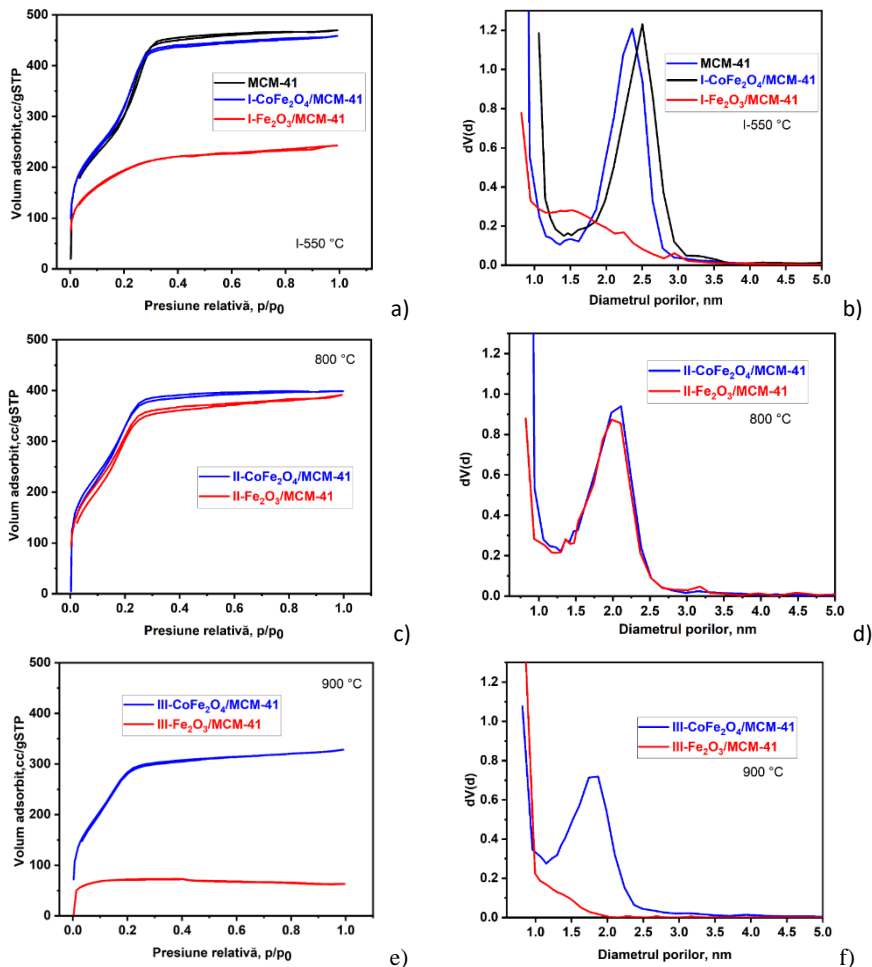 500
400
300
200
100
0
Volum adsorbit,cc/gSTP
MCM-41
I-CoFe₂O₄/MCM-41
I-Fe₂O₃/MCM-41
I-550 °C
0.0 0.2 0.4 0.6 0.8 1.0
Presiune relativă, p/p₀
a)
1.2
1.0
0.8
0.6
0.4
0.2
0.0
dV(d)
MCM-41
I-CoFe₂O₄/MCM-41
I-Fe₂O₃/MCM-41
I-550 °C
1.0 1.5 2.0 2.5 3.0 3.5 4.0 4.5 5.0
Diametrul porilor, nm
b)
500
400
300
200
100
0
Volum adsorbit,cc/gSTP
800 °C
II-CoFe₂O₄/MCM-41
II-Fe₂O₃/MCM-41
0.0 0.2 0.4 0.6 0.8 1.0
Presiune relativă, p/p₀
c)
1.2
1.0
0.8
0.6
0.4
0.2
0.0
dV(d)
II-CoFe₂O₄/MCM-41
II-Fe₂O₃/MCM-41
800 °C
1.0 1.5 2.0 2.5 3.0 3.5 4.0 4.5 5.0
Diametrul porilor, nm
d)
500
400
300
200
100
0
Volum adsorbit,cc/gSTP
900 °C
III-CoFe₂O₄/MCM-41
III-Fe₂O₃/MCM-41
0.0 0.2 0.4 0.6 0.8 1.0
Presiune relativă, p/p₀
e)
1.2
1.0
0.8
0.6
0.4
0.2
0.0
dV(d)
III-CoFe₂O₄/MCM-41
III-Fe₂O₃/MCM-41
900 °C
1.0 1.5 2.0 2.5 3.0 3.5 4.0 4.5 5.0
Diametrul porilor, nm
f)